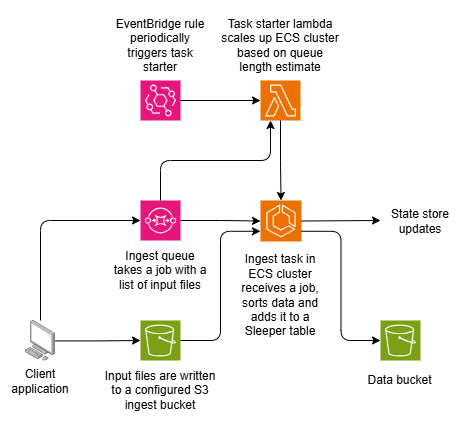 EventBridge rule
periodically
triggers task
starter
Task starter lambda
scales up ECS cluster
based on queue
length estimate
Ingest queue
takes a job with a
list of input files
Ingest task in
ECS cluster
receives a job,
sorts data and
adds it to a
Sleeper table
State store
updates
Client
application
Input files are written
to a configured S3
ingest bucket
Data bucket